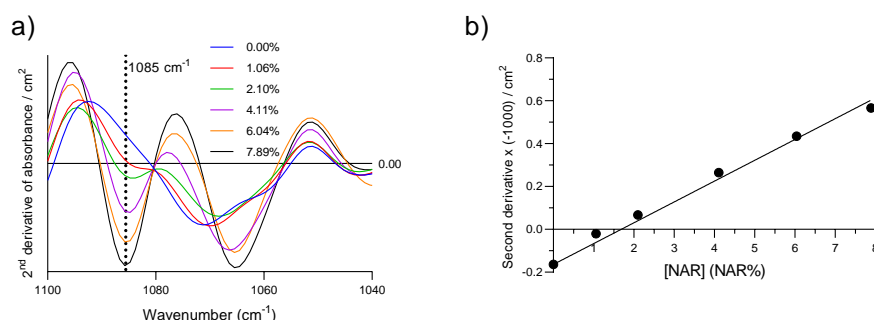 a)
1085 cm⁻¹
0.00%
1.06%
2.10%
4.11%
6.04%
7.89%
0.00
2nd derivative of absorbance / cm²
1100 1080 1060 1040
Wavenumber (cm⁻¹)
b)
Second derivative × (-1000) / cm²
0.8
0.6
0.4
0.2
0.0
-0.2
1 2 3 4 5 6 7 8
[NAR] (NAR%)